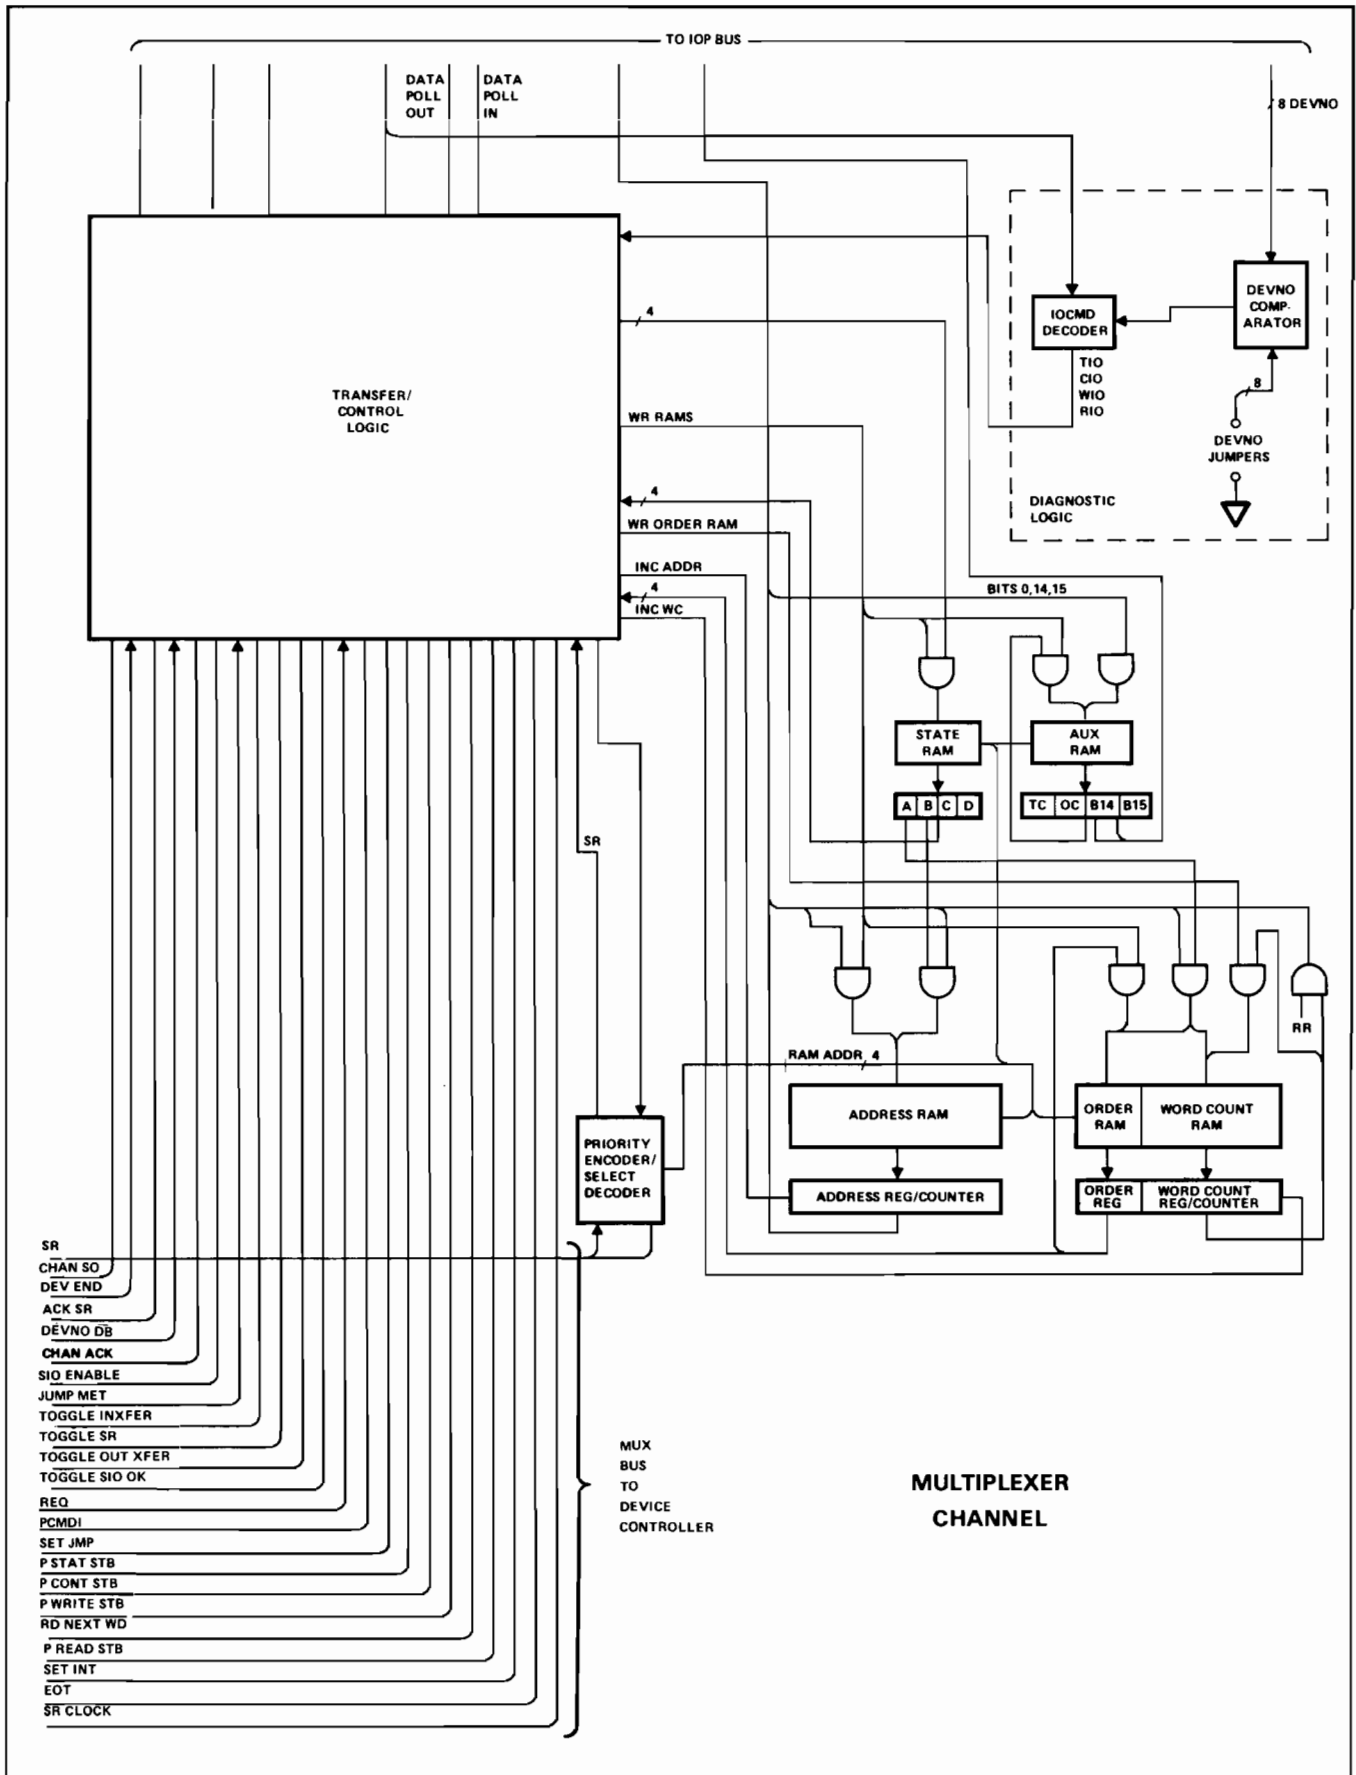 TO IOP BUS
DATA POLL OUT
DATA POLL IN
8 DEVNO
DEVNO COMP- ARATOR
IOCMD DECODER
TIO
CIO
WIO
RIO
8
DEVNO JUMPERS
DIAGNOSTIC LOGIC
TRANSFER/ CONTROL LOGIC
4
WR RAMS
4
WR ORDER RAM
INC ADDR
4
INC WC
BITS 0,14,15
STATE RAM
AUX RAM
A B C D
TC OC B14 B15
SR
RR
RAM ADDR 4
ADDRESS RAM
ORDER RAM
WORD COUNT RAM
PRIORITY ENCODER/ SELECT DECODER
ADDRESS REG/COUNTER
ORDER REG
WORD COUNT REG/COUNTER
SR
CHAN SO
DEV END
ACK SR
DEVNO DB
CHAN ACK
SIO ENABLE
JUMP MET
TOGGLE INXFER
TOGGLE SR
TOGGLE OUT XFER
TOGGLE SIO OK
REQ
PCMDI
SET JMP
P STAT STB
P CONT STB
P WRITE STB
RD NEXT WD
P READ STB
SET INT
EOT
SR CLOCK
MUX
BUS
TO
DEVICE
CONTROLLER
MULTIPLEXER
CHANNEL